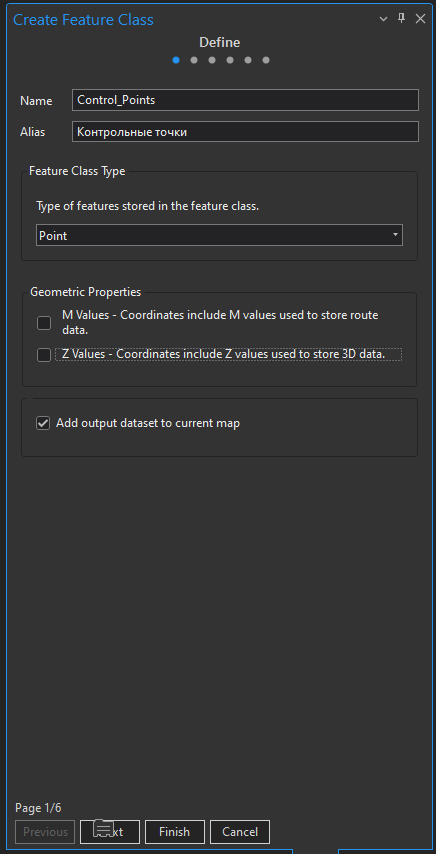 Create Feature Class
Define
Name Control_Points
Alias Контрольные точки
Feature Class Type
Type of features stored in the feature class.
Point
Geometric Properties
M Values - Coordinates include M values used to store route
data.
Z Values - Coordinates include Z values used to store 3D data.
Add output dataset to current map
Page 1/6
Previous Finish Cancel